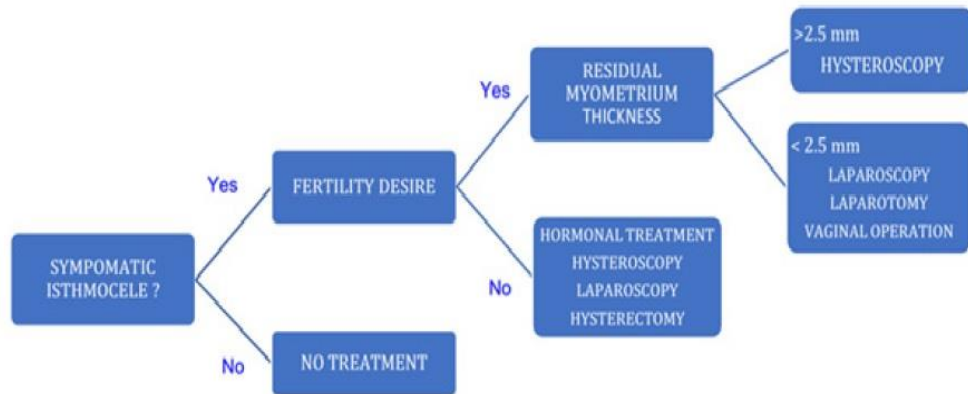 SYMPOMATIC
ISTHMOCELE ?
Yes
No
FERTILITY DESIRE
NO TREATMENT
Yes
No
RESIDUAL
MYOMETRIUM
THICKNESS
HORMONAL TREATMENT
HYSTEROSCOPY
LAPAROSCOPY
HYSTERECTOMY
>2.5 mm
HYSTEROSCOPY
< 2.5 mm
LAPAROSCOPY
LAPAROTOMY
VAGINAL OPERATION